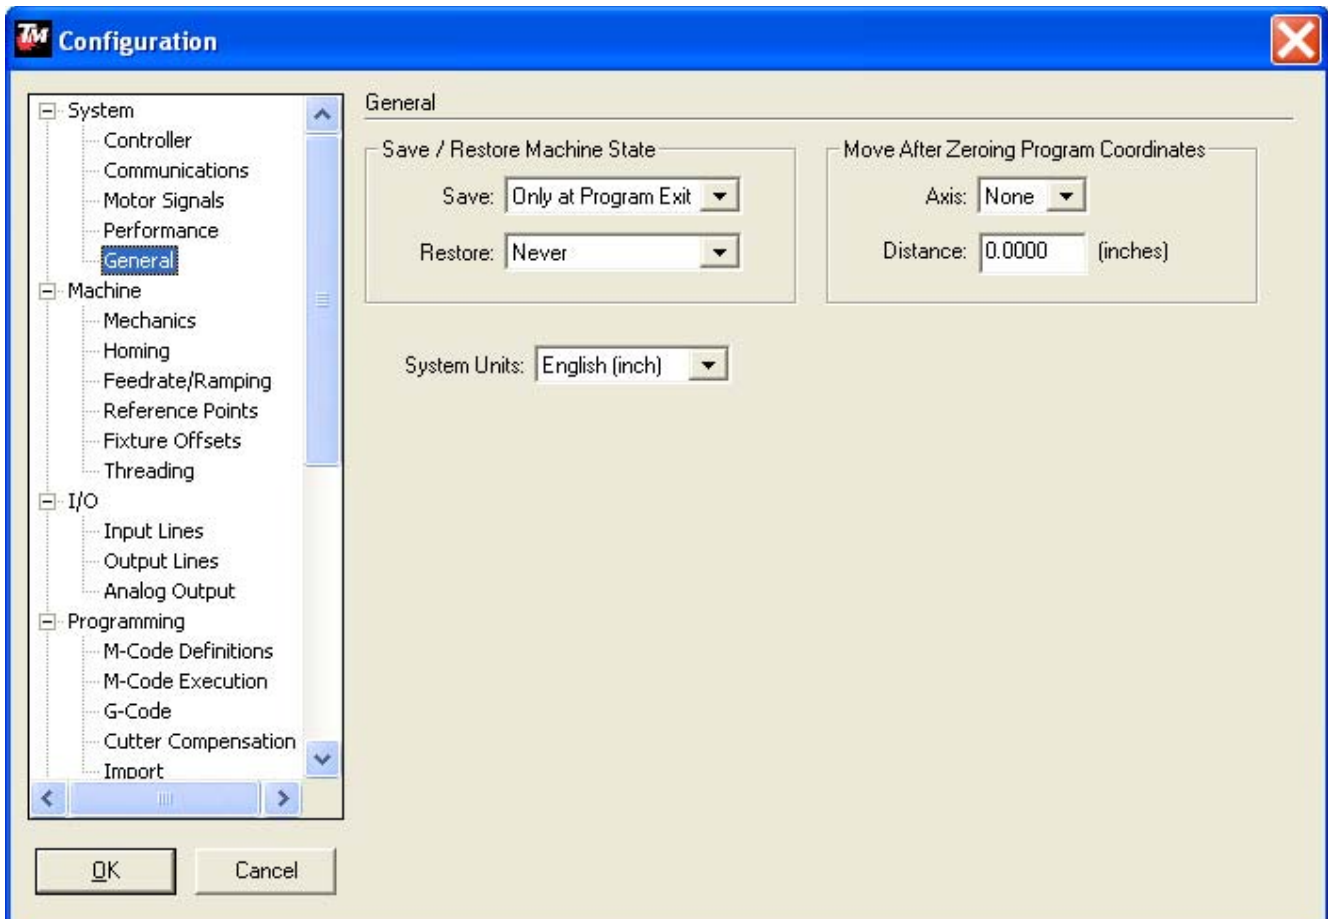 TM Configuration
System
Controller
Communications
Motor Signals
Performance
General
Machine
Mechanics
Homing
Feedrate/Ramping
Reference Points
Fixture Offsets
Threading
I/O
Input Lines
Output Lines
Analog Output
Programming
M-Code Definitions
M-Code Execution
G-Code
Cutter Compensation
Import
OK
Cancel
General
Save / Restore Machine State
Save: Only at Program Exit
Restore: Never
Move After Zeroing Program Coordinates
Axis: None
Distance: 0.0000 (inches)
System Units: English (inch)